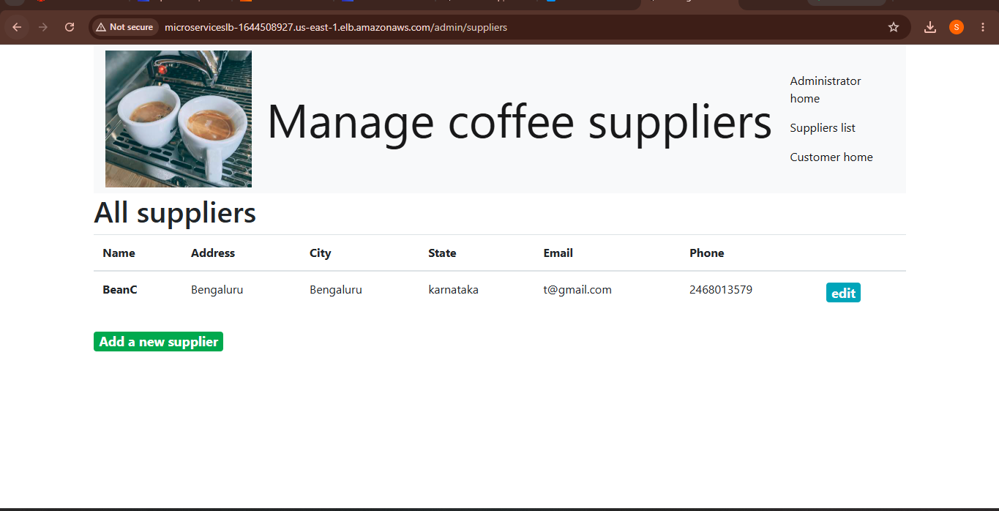 Not secure
microserviceslb-1644508927.us-east-1.elb.amazonaws.com/admin/suppliers
S
Manage coffee suppliers
Administrator
home
Suppliers list
Customer home
All suppliers
Name Address City State Email Phone
BeanC Bengaluru Bengaluru karnataka t@gmail.com 2468013579 edit
Add a new supplier